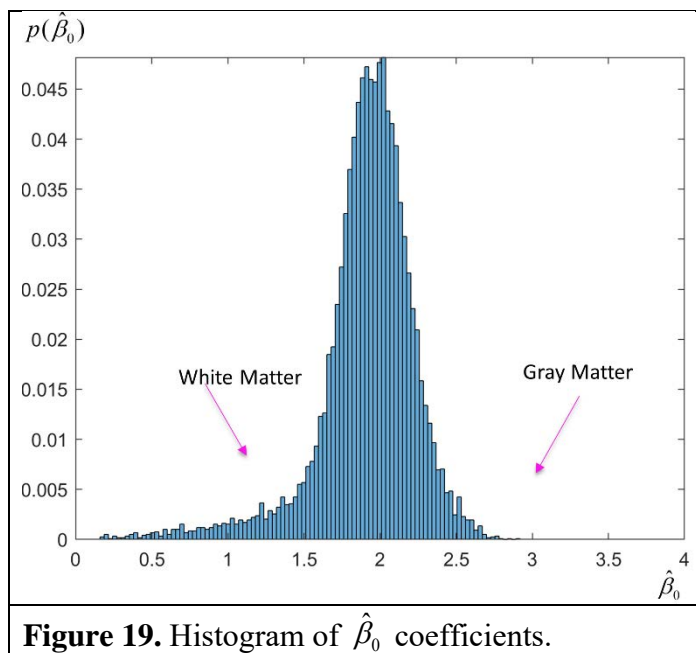 p(β̂₀)
0.045
0.04
0.035
0.03
0.025
0.02
0.015
0.01
0.005
0
White Matter
Gray Matter
0 0.5 1 1.5 2 2.5 3 3.5 4
β̂₀
Figure 19. Histogram of β̂₀ coefficients.